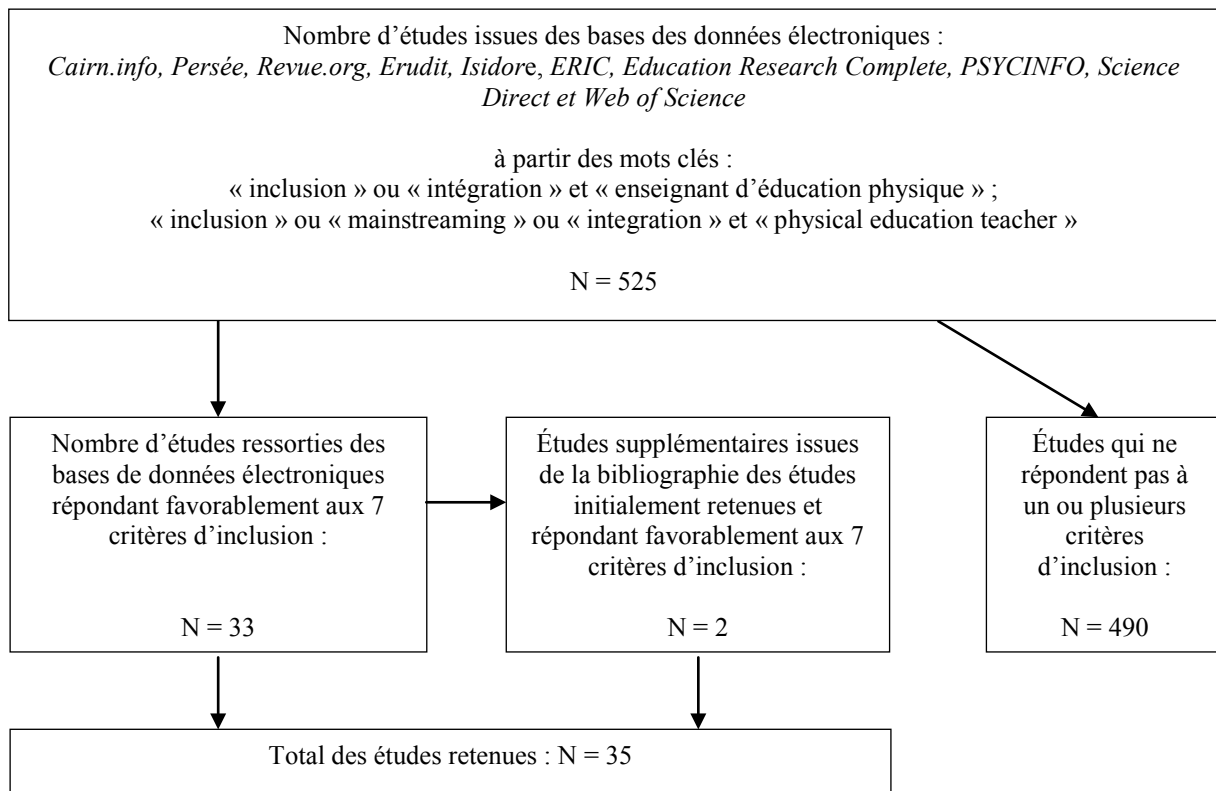 Nombre d’études issues des bases des données électroniques :
Cairn.info, Persée, Revue.org, Erudit, Isidore, ERIC, Education Research Complete, PSYCINFO, Science
Direct et Web of Science
à partir des mots clés :
« inclusion » ou « intégration » et « enseignant d’éducation physique » ;
« inclusion » ou « mainstreaming » ou « integration » et « physical education teacher »
N = 525
Nombre d’études ressorties des
bases de données électroniques
répondant favorablement aux 7
critères d’inclusion :
N = 33
Études supplémentaires issues
de la bibliographie des études
initialement retenues et
répondant favorablement aux 7
critères d’inclusion :
N = 2
Études qui ne
répondent pas à
un ou plusieurs
critères
d’inclusion :
N = 490
Total des études retenues : N = 35